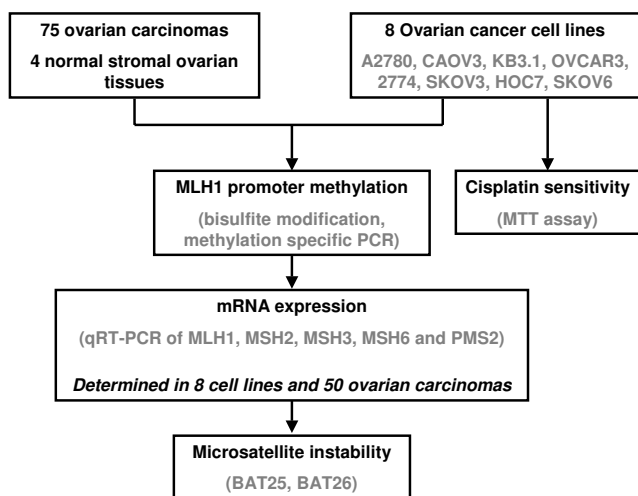 75 ovarian carcinomas
4 normal stromal ovarian
tissues
8 Ovarian cancer cell lines
A2780, CAOV3, KB3.1, OVCAR3,
2774, SKOV3, HOC7, SKOV6
MLH1 promoter methylation
(bisulfite modification,
methylation specific PCR)
Cisplatin sensitivity
(MTT assay)
mRNA expression
(qRT-PCR of MLH1, MSH2, MSH3, MSH6 and PMS2)
Determined in 8 cell lines and 50 ovarian carcinomas
Microsatellite instability
(BAT25, BAT26)